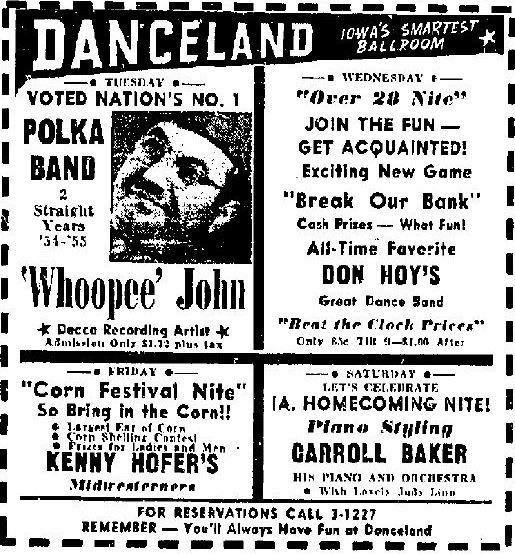 DANCELAND
IOWA'S SMARTEST
BALLROOM
TUESDAY
VOTED NATION'S NO. 1
POLKA
BAND
2
Straight
Years
'54-'55
'Whoopee' John
Decca Recording Artist
Admission Only $1.72 plus tax
WEDNESDAY
"Over 28 Nite"
JOIN THE FUN —
GET ACQUAINTED!
Exciting New Game
"Break Our Bank"
Cash Prizes — What Fun!
All-Time Favorite
DON HOY'S
Great Dance Band
"Beat the Clock Prices"
Only 85c Till 9—$1.00 After
FRIDAY
"Corn Festival Nite"
So Bring in the Corn!!
Largest Ear of Corn
Corn Shelling Contest
Prizes for Ladies and Men
KENNY HOFER'S
Midwesterners
SATURDAY
LET'S CELEBRATE
IA. HOMECOMING NITE!
Piano Styling
CARROLL BAKER
HIS PIANO AND ORCHESTRA
With Lovely Judy Linn
FOR RESERVATIONS CALL 3-1227
REMEMBER — You'll Always Have Fun at Danceland